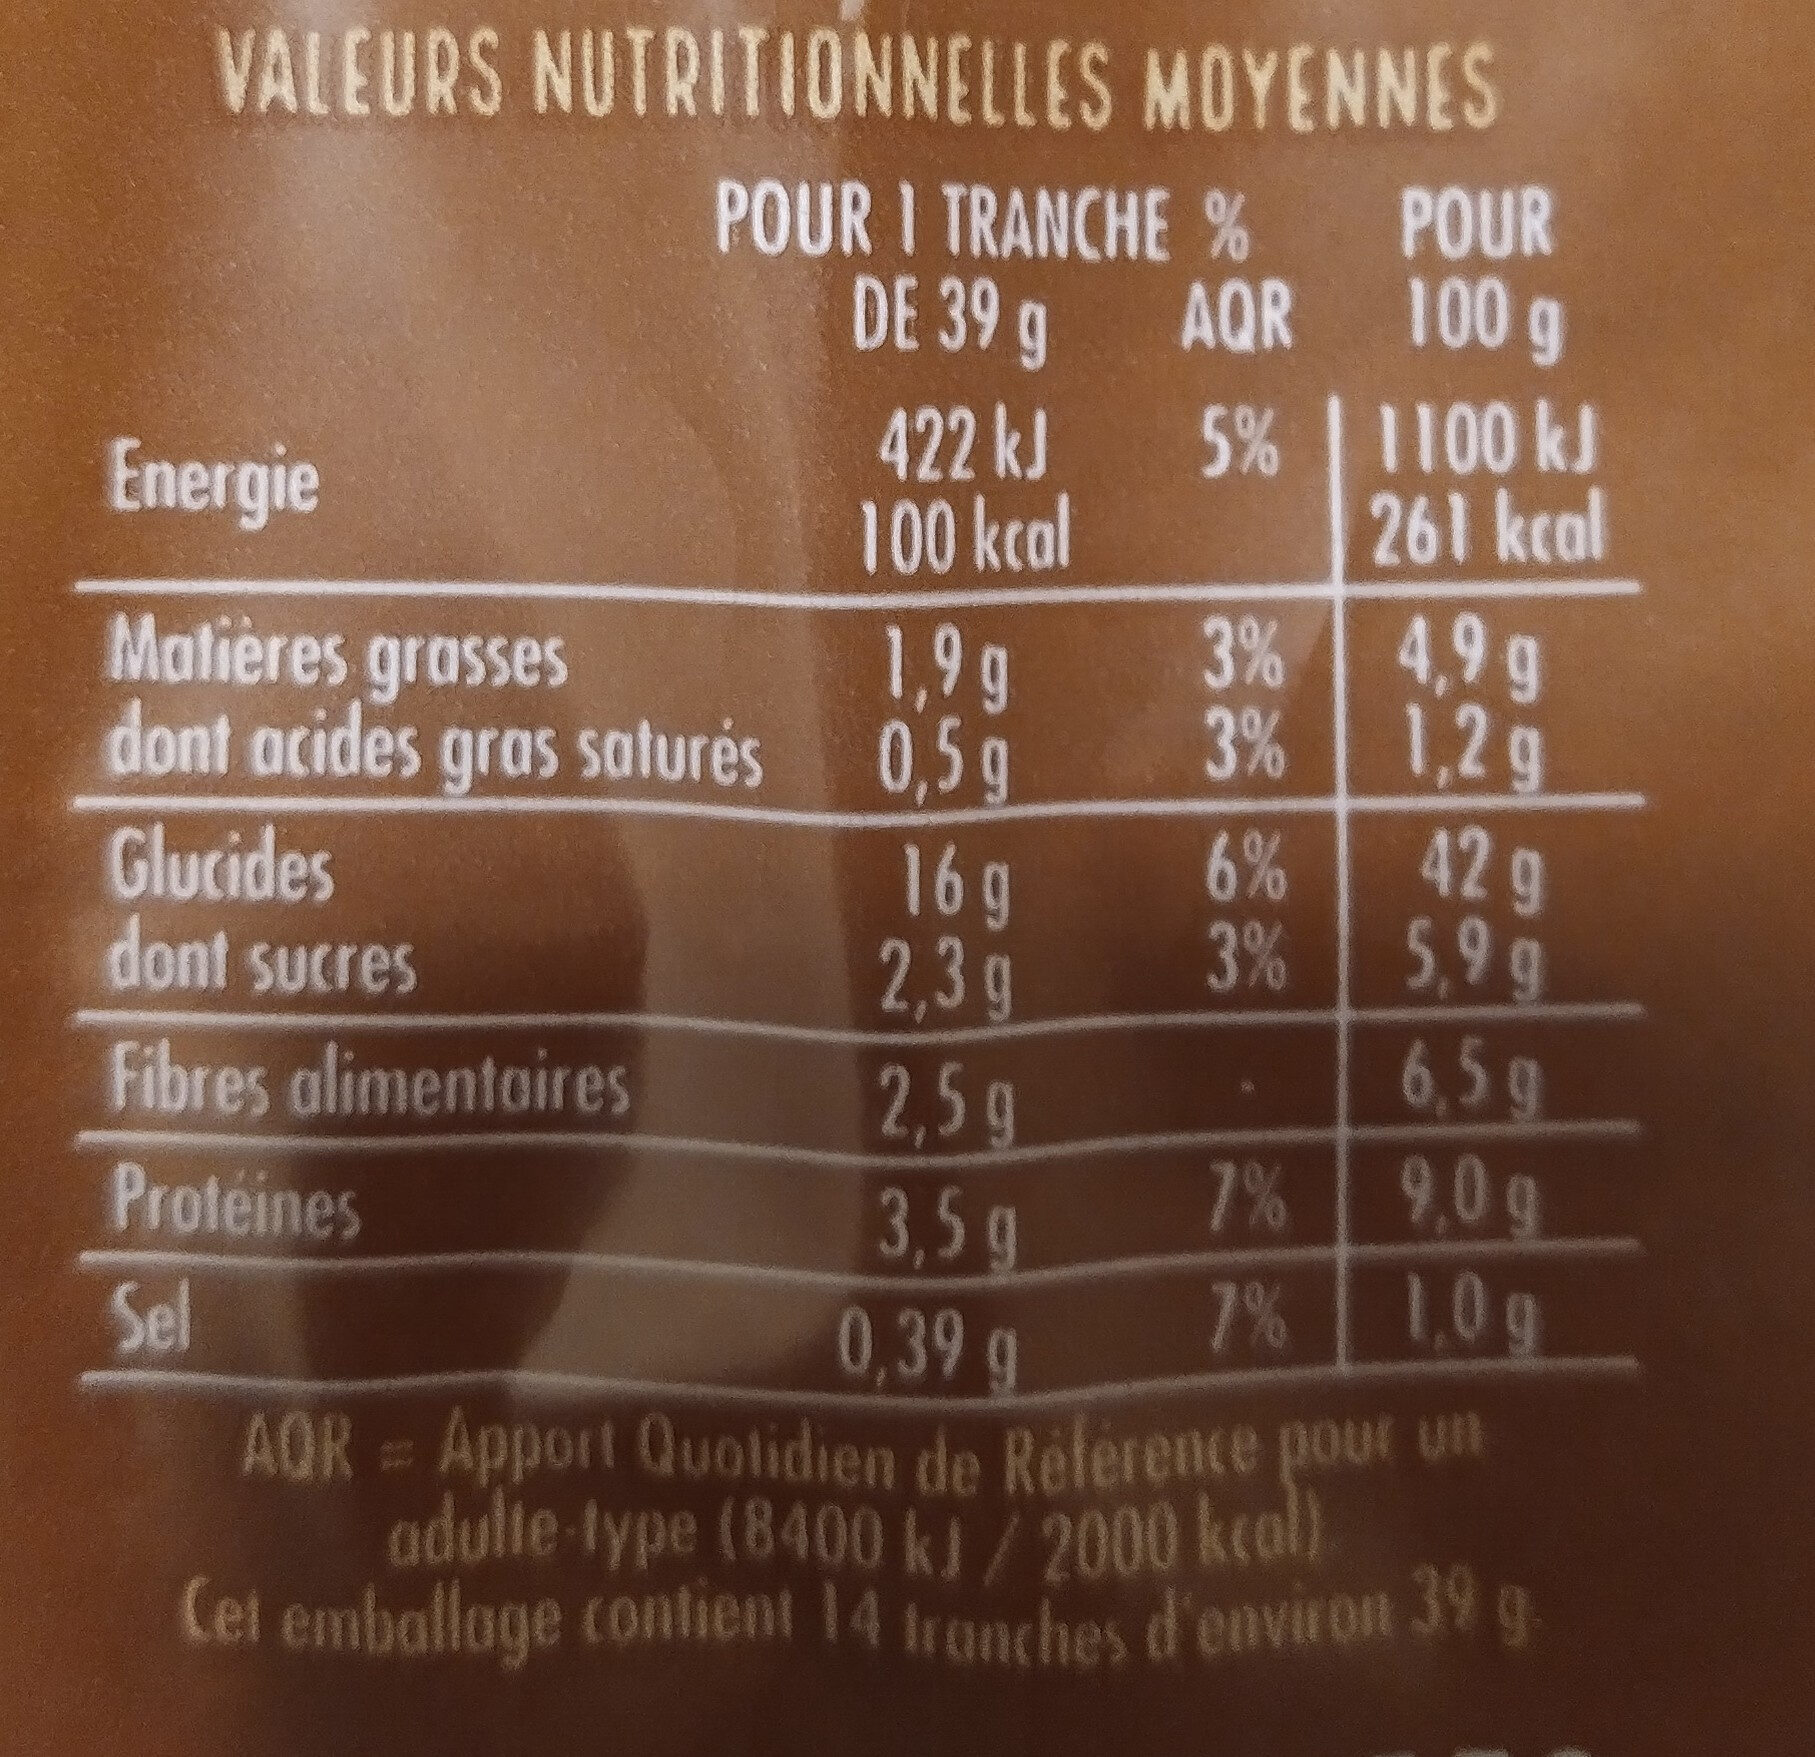 VALEURS NUTRITIONNELLES MOYENNES
POUR 1 TRANCHE % POUR
DE 39 g AQR 100 g
422 kJ 5% 1100 kJ
Energie
100 kcal 261 kcal
Matières grasses 1,9 g 3% 4,9 g
dont acides gras saturés 0,5 g 3% 1,2 g
Glucides 16 g 6% 42 g
dont sucres 2,3 g 3% 5,9 g
Fibres alimentaires 2,5 g - 6,5 g
Protéines 3,5 g 7% 9,0 g
Sel 0,39 g 7% 1,0 g
AQR = Apport Quotidien de Référence pour un
adulte-type (8400 kJ / 2000 kcal)
Cet emballage contient 14 tranches d'environ 39 g.